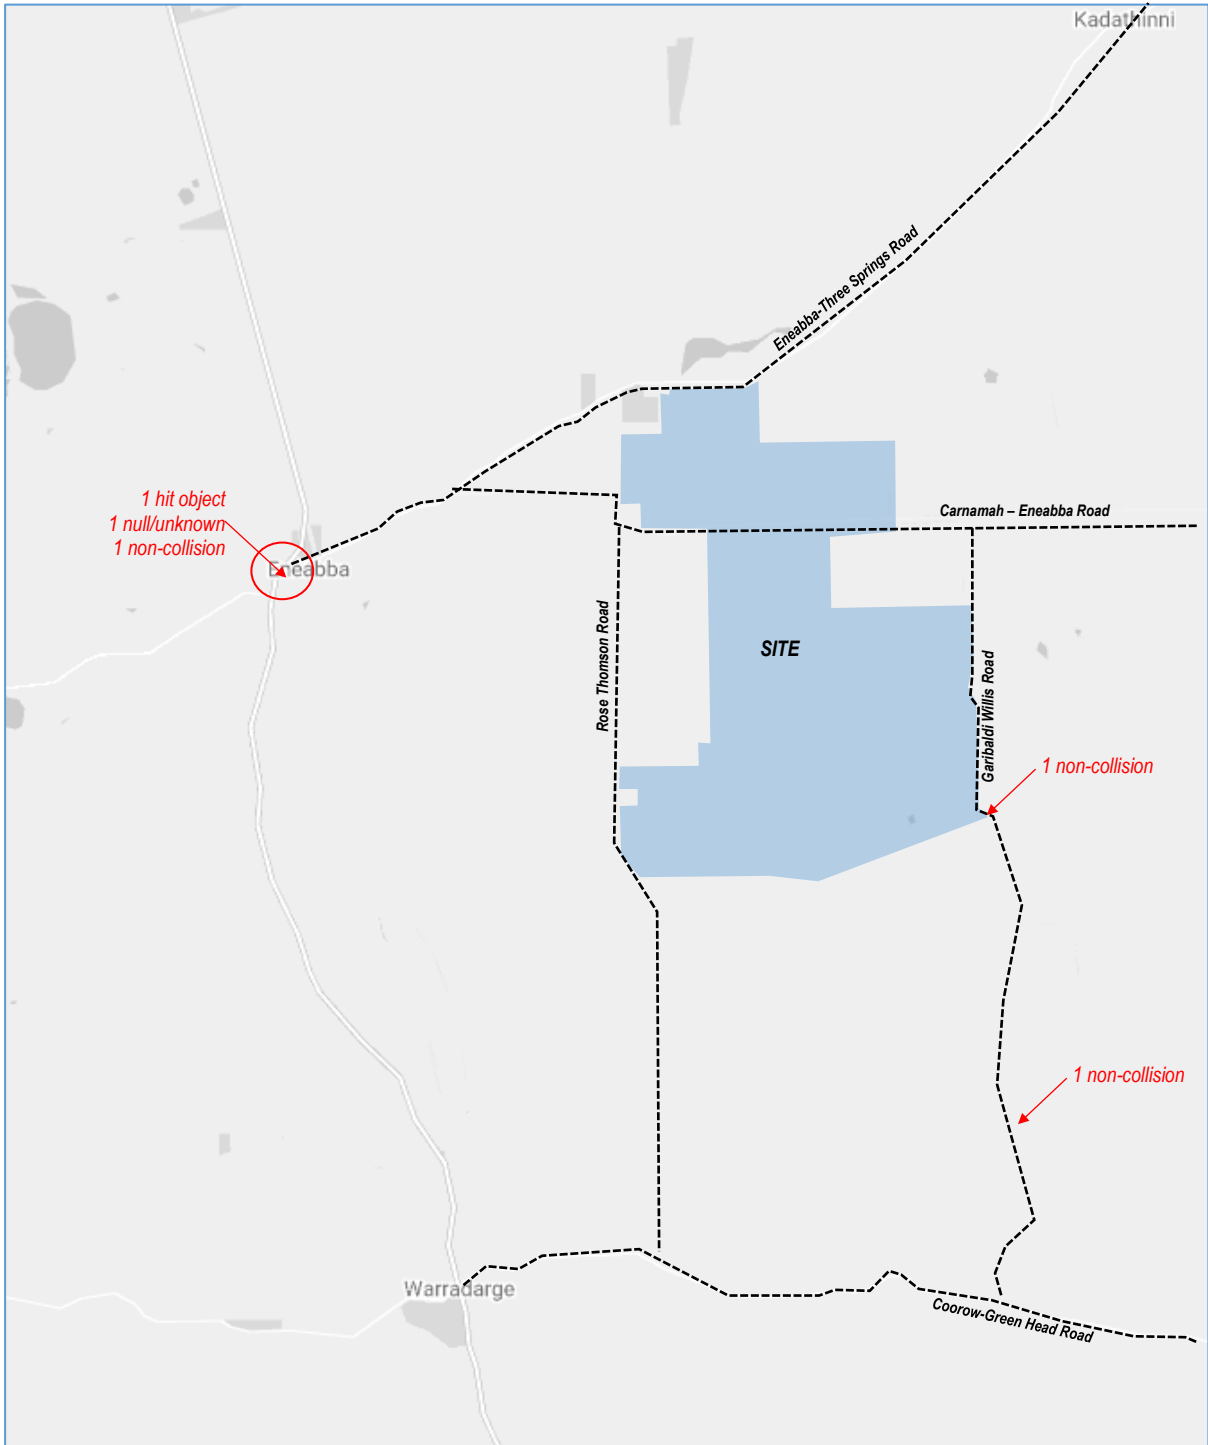 Kadathinni
Eneabba-Three Springs Road
1 hit object
1 null/unknown
1 non-collision
Eneabba
Carnamah – Eneabba Road
Rose Thomson Road
SITE
Garibaldi Willis Road
1 non-collision
1 non-collision
Warradarge
Coorow-Green Head Road